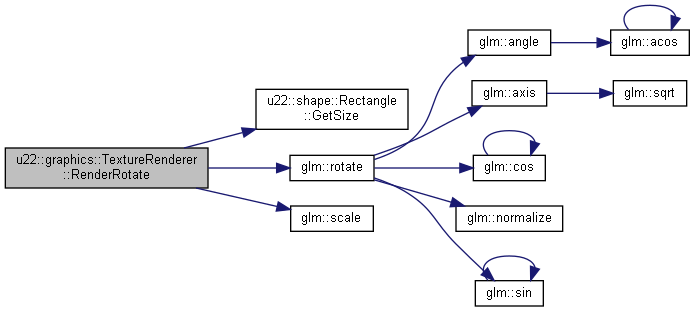 u22::graphics::TextureRenderer
::RenderRotate
u22::shape::Rectangle
::GetSize
glm::rotate
glm::scale
glm::angle
glm::acos
glm::axis
glm::sqrt
glm::cos
glm::normalize
glm::sin